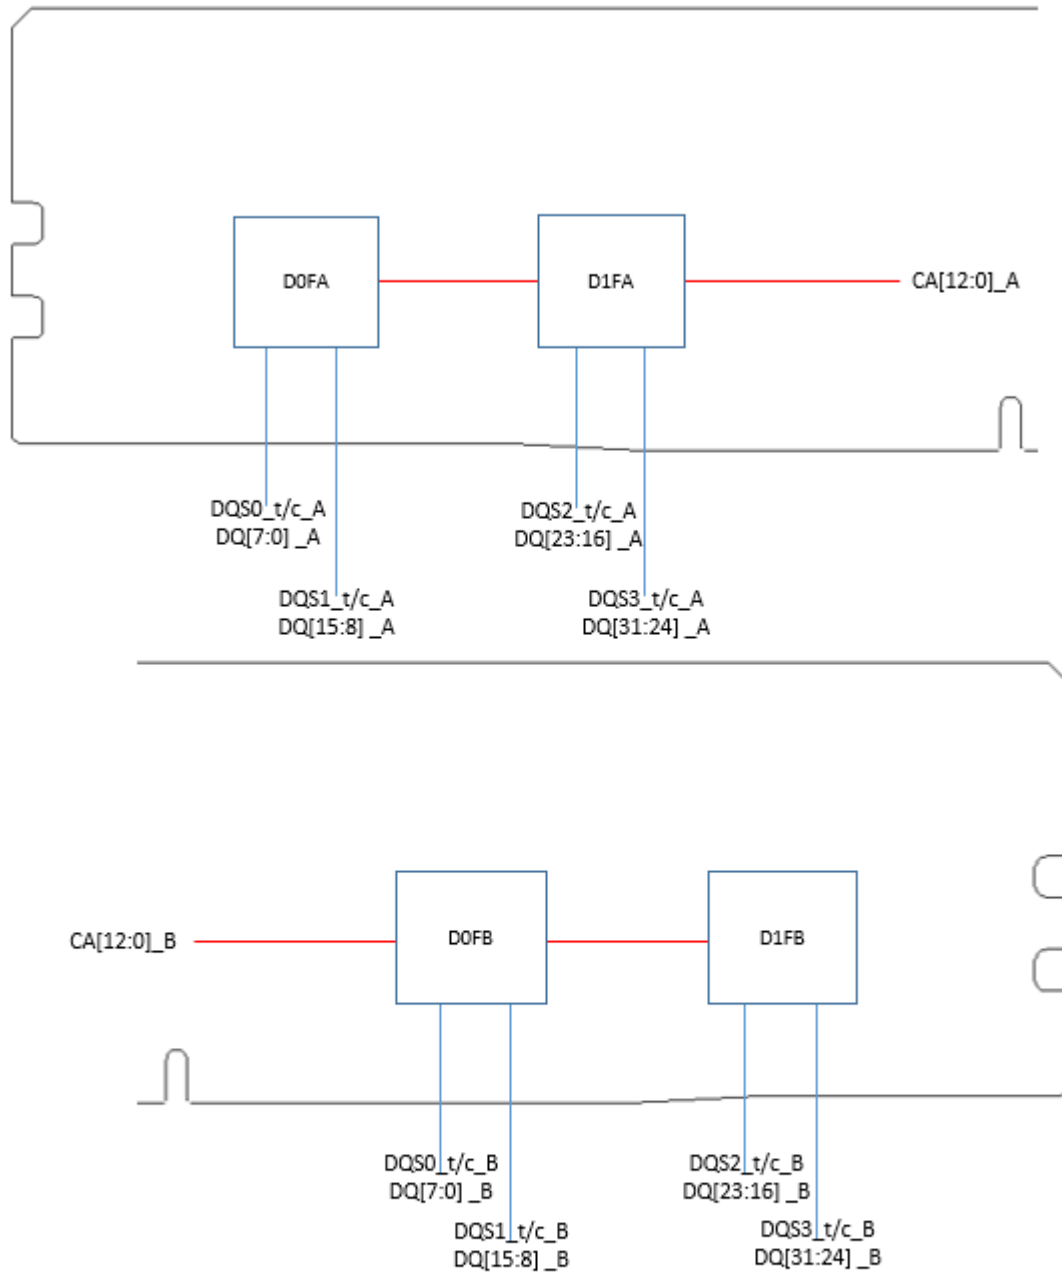 D0FA
D1FA
CA[12:0]_A
DQS0_t/c_A
DQ[7:0] _A
DQS2_t/c_A
DQ[23:16] _A
DQS1_t/c_A
DQ[15:8] _A
DQS3_t/c_A
DQ[31:24] _A
CA[12:0]_B
D0FB
D1FB
DQS0_t/c_B
DQ[7:0] _B
DQS2_t/c_B
DQ[23:16] _B
DQS1_t/c_B
DQ[15:8] _B
DQS3_t/c_B
DQ[31:24] _B